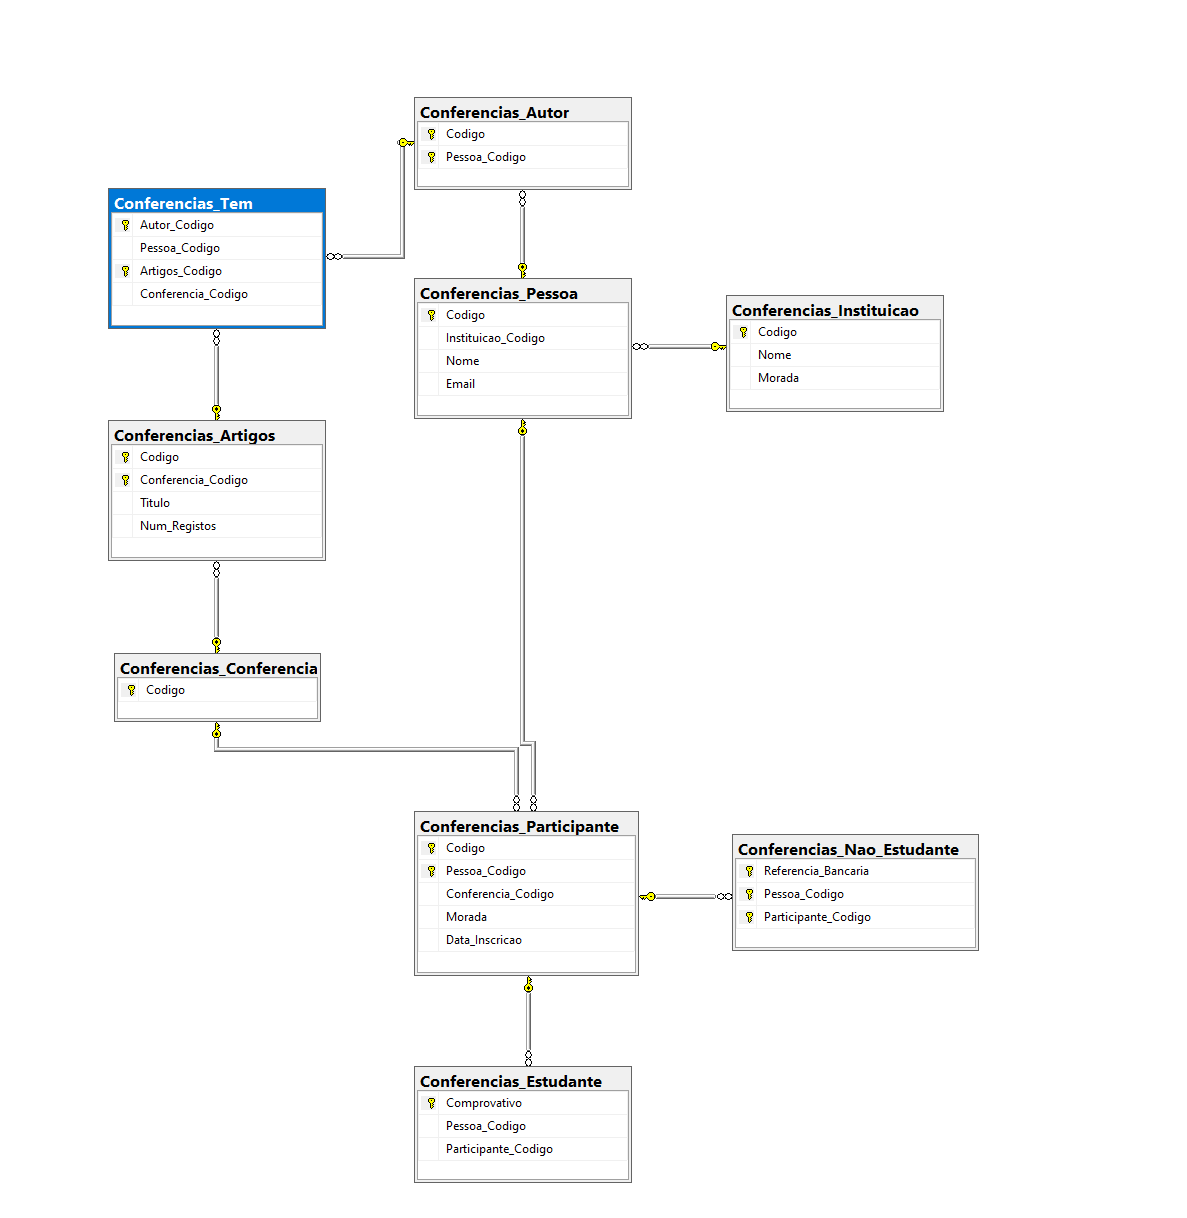 Conferencias_Autor
Codigo
Pessoa_Codigo
Conferencias_Tem
Autor_Codigo
Pessoa_Codigo
Artigos_Codigo
Conferencia_Codigo
Conferencias_Pessoa
Codigo
Instituicao_Codigo
Nome
Email
Conferencias_Instituicao
Codigo
Nome
Morada
Conferencias_Artigos
Codigo
Conferencia_Codigo
Titulo
Num_Registos
Conferencias_Conferencia
Codigo
Conferencias_Participante
Codigo
Pessoa_Codigo
Conferencia_Codigo
Morada
Data_Inscricao
Conferencias_Nao_Estudante
Referencia_Bancaria
Pessoa_Codigo
Participante_Codigo
Conferencias_Estudante
Comprovativo
Pessoa_Codigo
Participante_Codigo